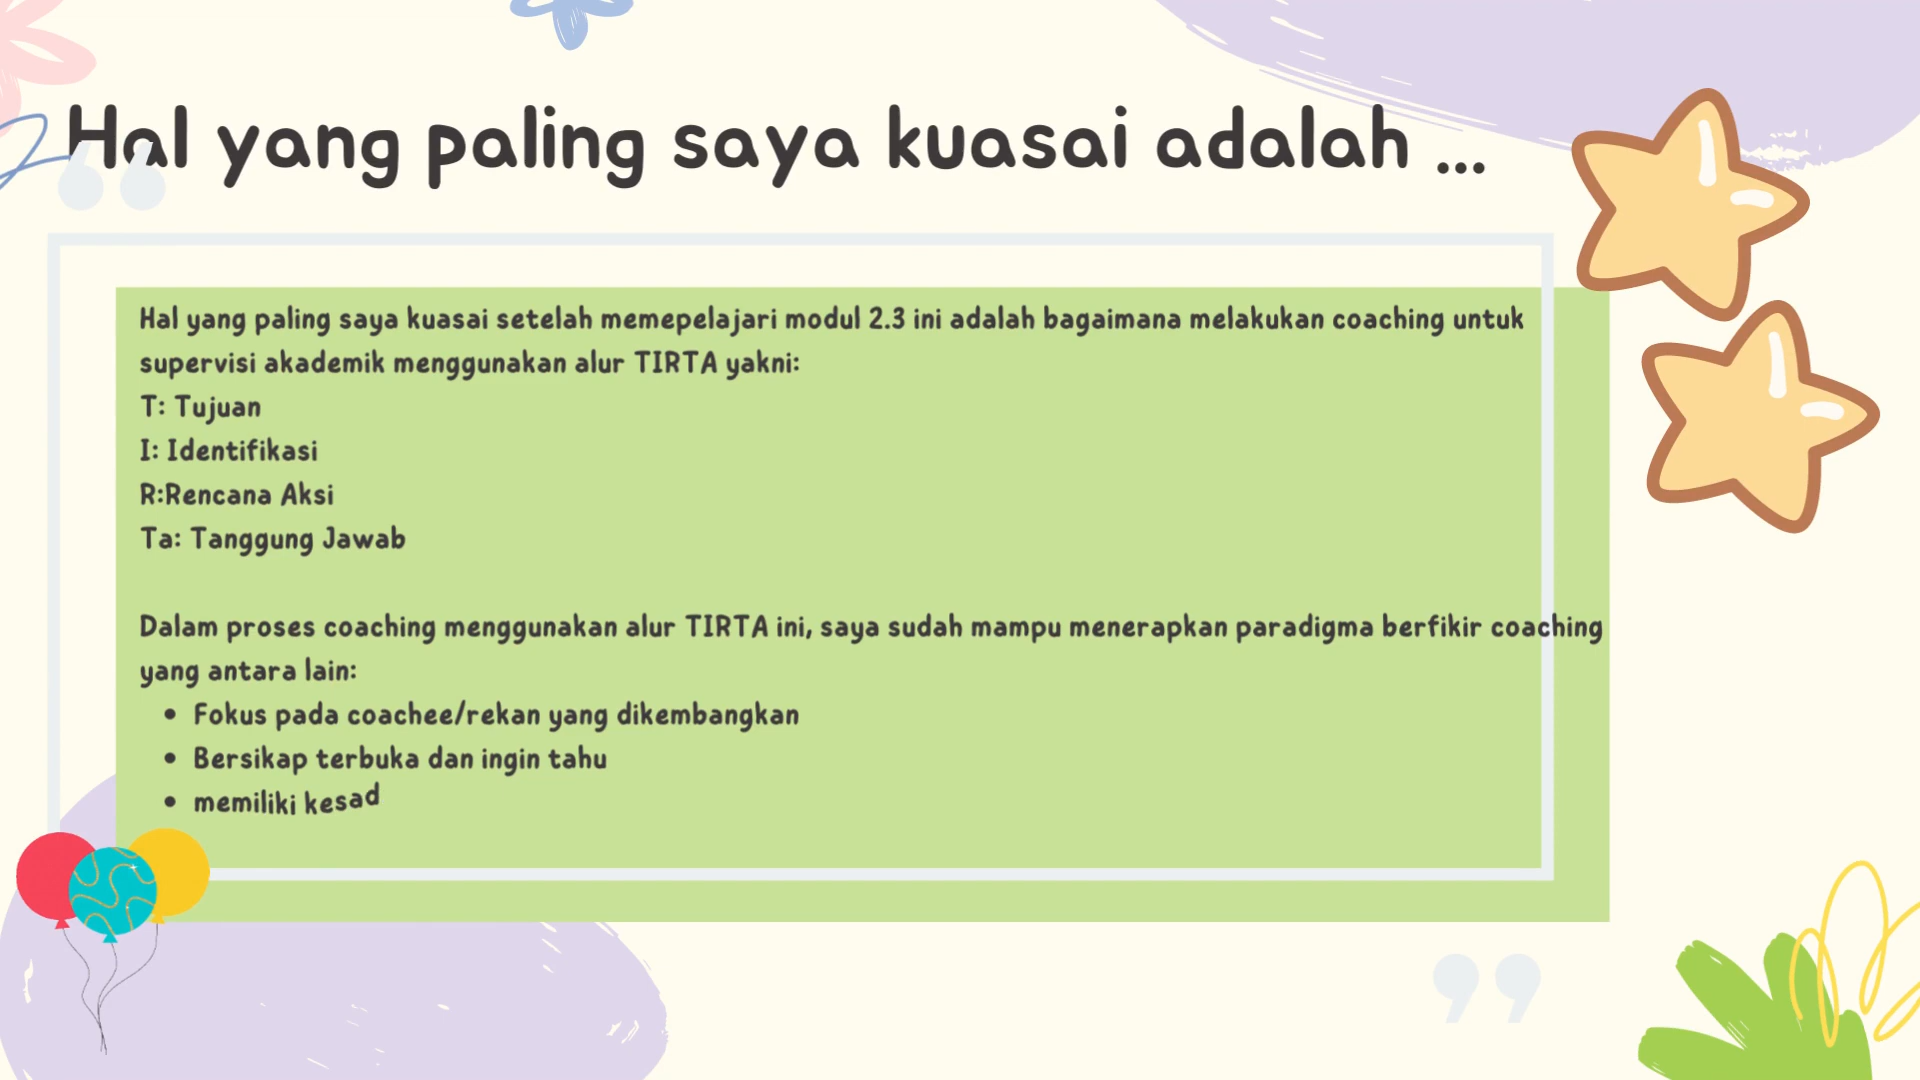 Hal yang paling saya kuasai adalah ...
Hal yang paling saya kuasai setelah memepelajari modul 2.3 ini adalah bagaimana melakukan coaching untuk
supervisi akademik menggunakan alur TIRTA yakni:
T: Tujuan
I: Identifikasi
R:Rencana Aksi
Ta: Tanggung Jawab
Dalam proses coaching menggunakan alur TIRTA ini, saya sudah mampu menerapkan paradigma berfikir coaching
yang antara lain:
• Fokus pada coachee/rekan yang dikembangkan
• Bersikap terbuka dan ingin tahu
• memiliki kesad